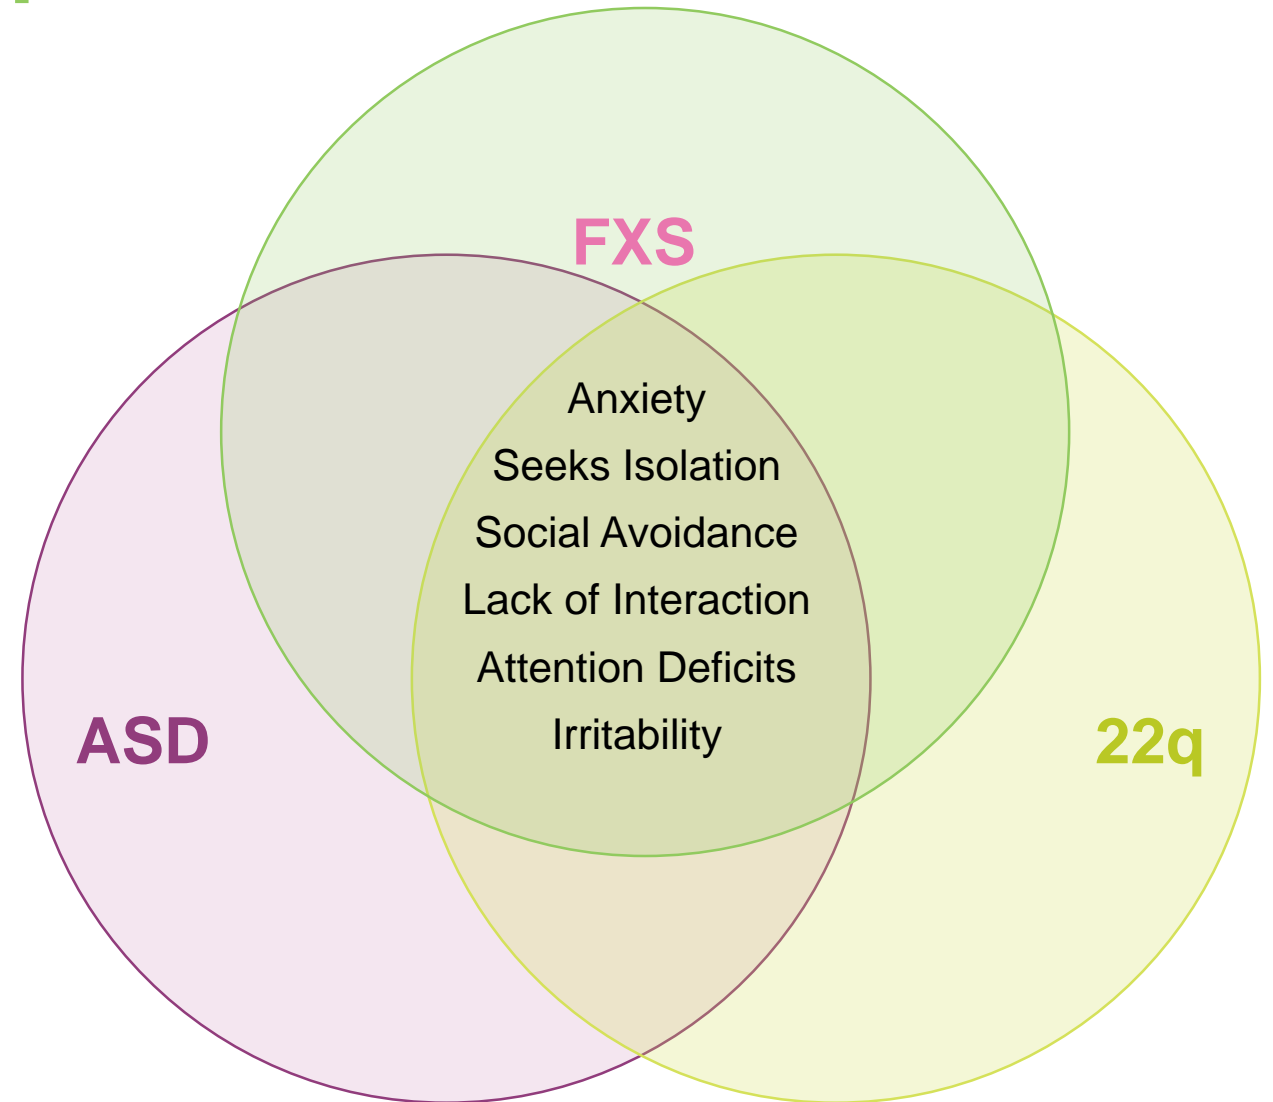 FXS
Anxiety
Seeks Isolation
Social Avoidance
Lack of Interaction
Attention Deficits
Irritability
ASD
22q